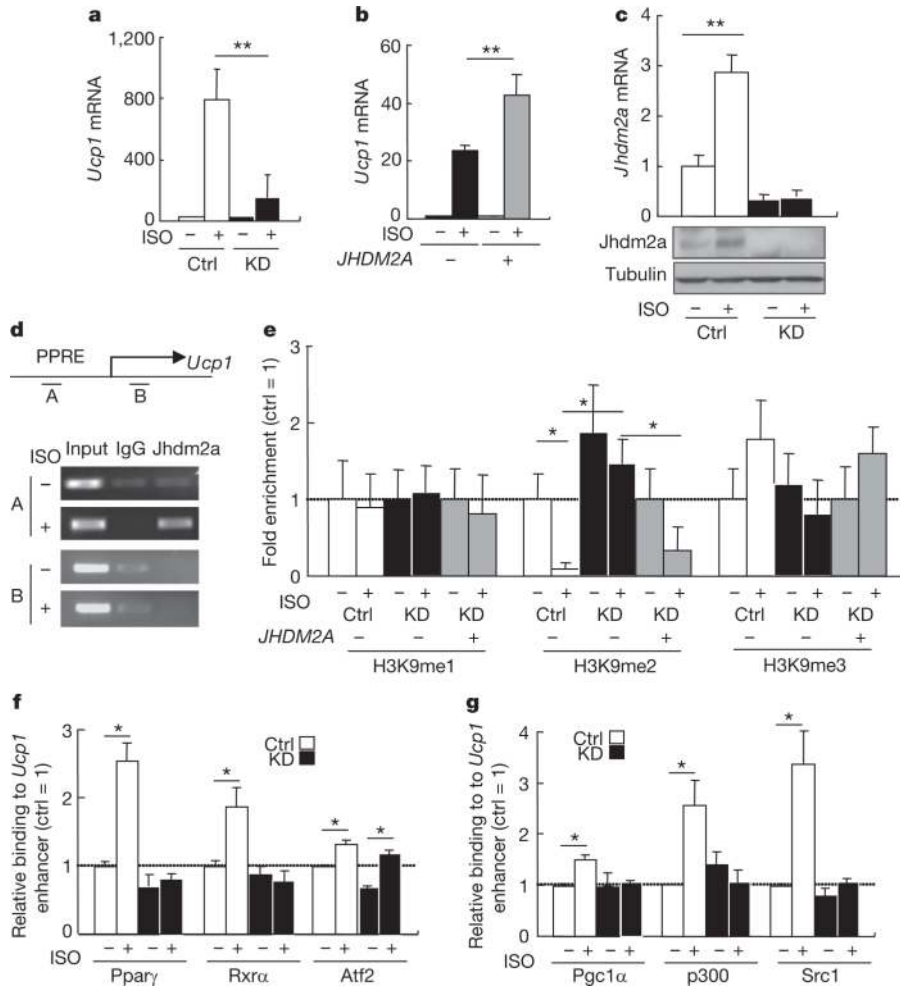 a
1,200
800
400
0
Ucp1 mRNA
**
ISO − + − +
Ctrl KD
b
60
40
20
0
Ucp1 mRNA
**
ISO − + − +
JHDM2A − +
c
4
3
2
1
0
Jhdm2a mRNA
**
Jhdm2a
Tubulin
ISO − + − +
Ctrl KD
d
PPRE Ucp1
A B
ISO Input IgG Jhdm2a
A − +
B − +
e
3
2
1
0
Fold enrichment (ctrl = 1)
* * *
ISO − + − + − + − + − + − + − + − + − +
Ctrl KD KD Ctrl KD KD Ctrl KD KD
JHDM2A − − + − − + − − +
H3K9me1 H3K9me2 H3K9me3
f
3
2
1
0
Relative binding to Ucp1
enhancer (ctrl = 1)
Ctrl
KD
* * * *
ISO − + − + − + − + − + − +
Pparγ Rxrα Atf2
g
4
3
2
1
0
Relative binding to to Ucp1
enhancer (ctrl = 1)
Ctrl
KD
* * *
ISO − + − + − + − + − + − +
Pgc1α p300 Src1